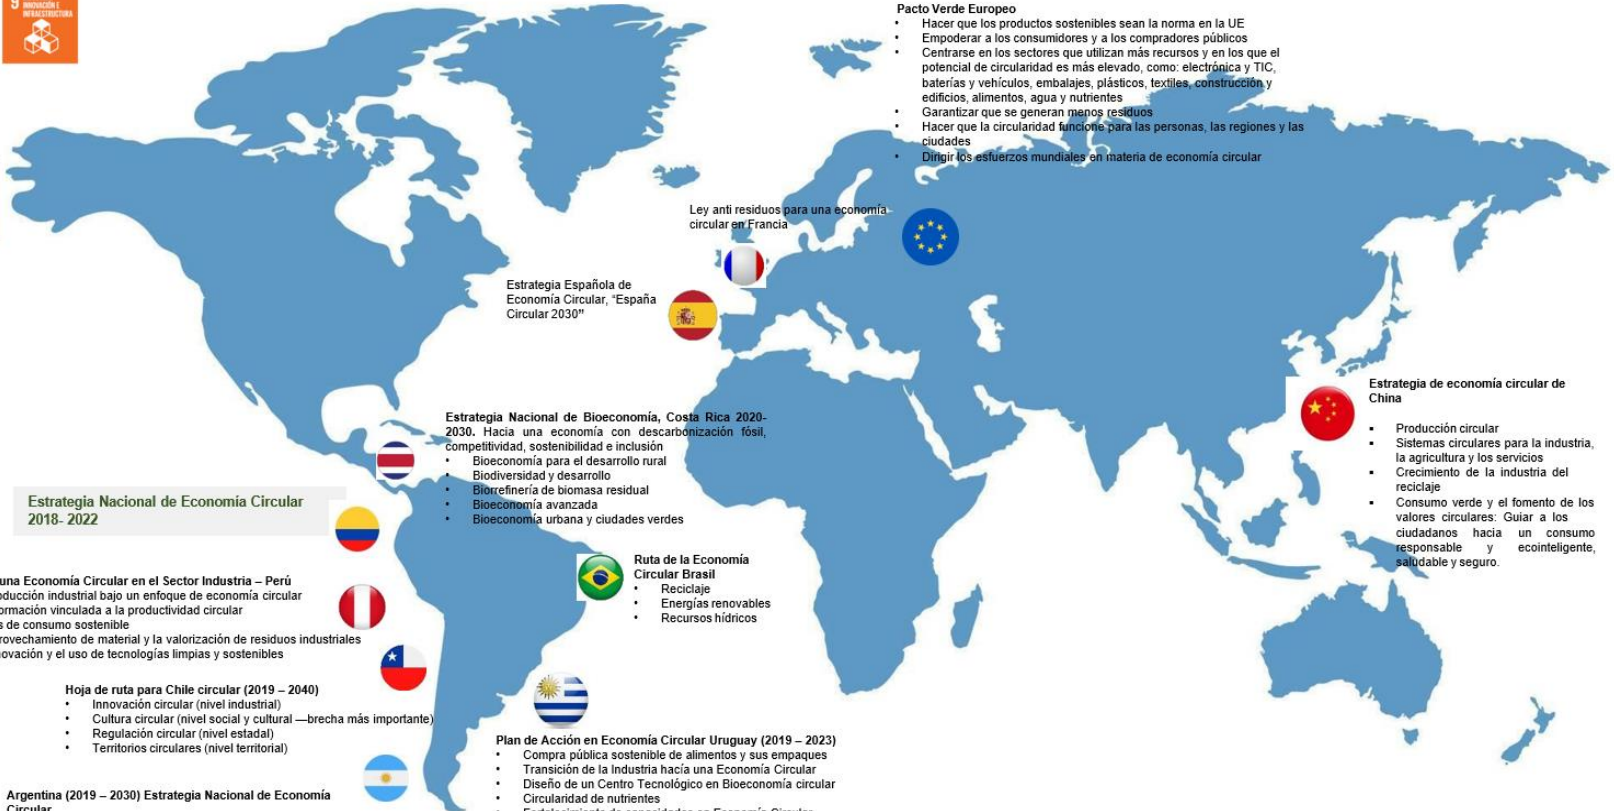 9 INNOVACIÓN E
INFRAESTRUCTURA
Pacto Verde Europeo
• Hacer que los productos sostenibles sean la norma en la UE
• Empoderar a los consumidores y a los compradores públicos
• Centrarse en los sectores que utilizan más recursos y en los que el
potencial de circularidad es más elevado, como: electrónica y TIC,
baterías y vehículos, embalajes, plásticos, textiles, construcción y
edificios, alimentos, agua y nutrientes
• Garantizar que se generan menos residuos
• Hacer que la circularidad funcione para las personas, las regiones y las
ciudades
• Dirigir los esfuerzos mundiales en materia de economía circular
Ley anti residuos para una economía
circular en Francia
Estrategia Española de
Economía Circular, “España
Circular 2030”
Estrategia de economía circular de
China
▪ Producción circular
▪ Sistemas circulares para la industria,
la agricultura y los servicios
▪ Crecimiento de la industria del
reciclaje
▪ Consumo verde y el fomento de los
valores circulares: Guiar a los
ciudadanos hacia un consumo
responsable y ecointeligente,
saludable y seguro.
Estrategia Nacional de Bioeconomía, Costa Rica 2020-
2030. Hacia una economía con descarbonización fósil,
competitividad, sostenibilidad e inclusión
• Bioeconomía para el desarrollo rural
• Biodiversidad y desarrollo
• Biorrefinería de biomasa residual
• Bioeconomía avanzada
• Bioeconomía urbana y ciudades verdes
Estrategia Nacional de Economía Circular
2018- 2022
Ruta de la Economía
Circular Brasil
• Reciclaje
• Energías renovables
• Recursos hídricos
una Economía Circular en el Sector Industria – Perú
oducción industrial bajo un enfoque de economía circular
ormación vinculada a la productividad circular
s de consumo sostenible
rovechamiento de material y la valorización de residuos industriales
novación y el uso de tecnologías limpias y sostenibles
Hoja de ruta para Chile circular (2019 – 2040)
• Innovación circular (nivel industrial)
• Cultura circular (nivel social y cultural —brecha más importante)
• Regulación circular (nivel estadal)
• Territorios circulares (nivel territorial)
Plan de Acción en Economía Circular Uruguay (2019 – 2023)
• Compra pública sostenible de alimentos y sus empaques
• Transición de la Industria hacía una Economía Circular
• Diseño de un Centro Tecnológico en Bioeconomía circular
• Circularidad de nutrientes
• Fortalecimiento de capacidades en Economía Circular
Argentina (2019 – 2030) Estrategia Nacional de Economía
Circular